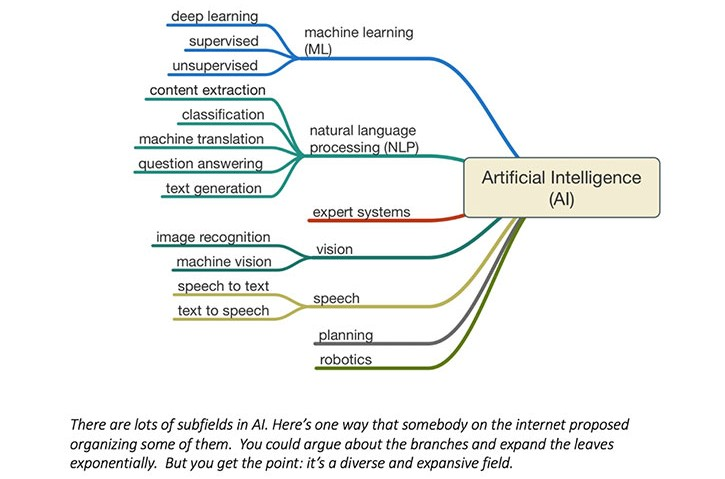 deep learning
supervised
unsupervised
machine learning
(ML)
content extraction
classification
machine translation
question answering
text generation
natural language
processing (NLP)
Artificial Intelligence
(AI)
expert systems
image recognition
machine vision
vision
speech to text
text to speech
speech
planning
robotics
There are lots of subfields in AI. Here’s one way that somebody on the internet proposed
organizing some of them.  You could argue about the branches and expand the leaves
exponentially.  But you get the point: it’s a diverse and expansive field.